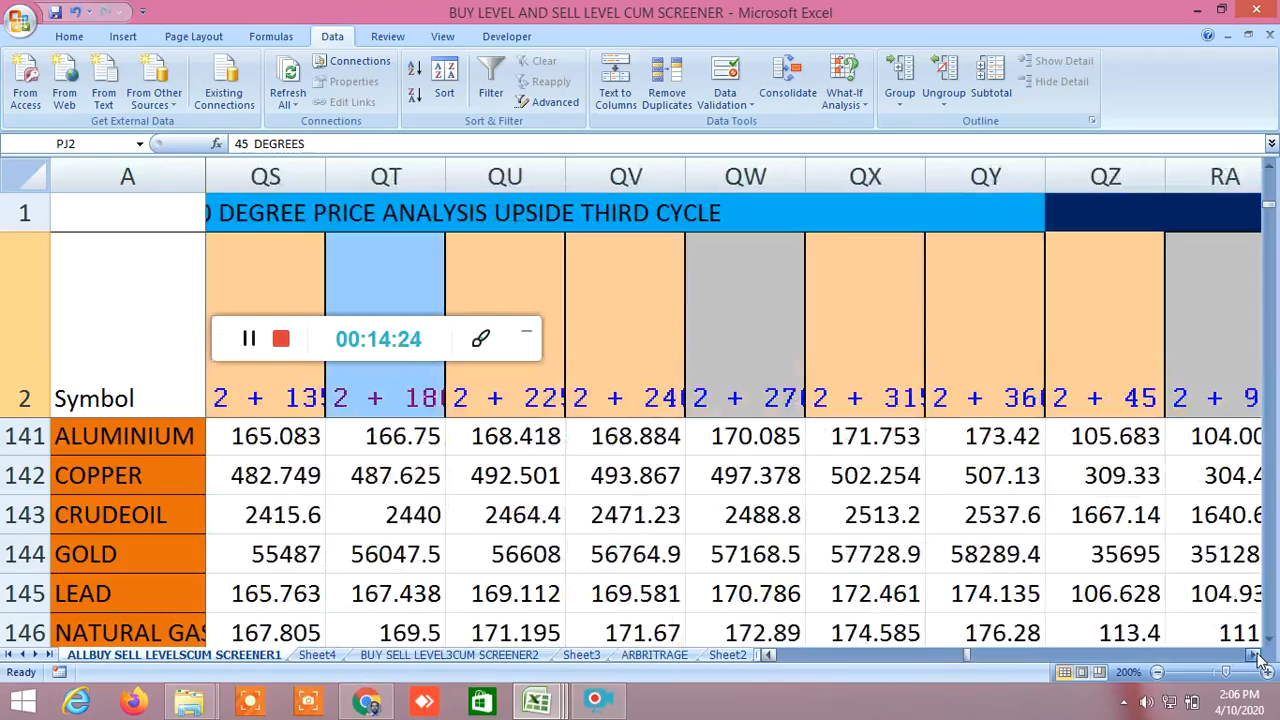 BUY LEVEL AND SELL LEVEL CUM SCREENER - Microsoft Excel
Home Insert Page Layout Formulas Data Review View Developer
From Access
From Web
From Text
From Other Sources
Existing Connections
Get External Data
Refresh All
Connections
Properties
Edit Links
Connections
Sort
Filter
Clear
Reapply
Advanced
Sort & Filter
Text to Columns
Remove Duplicates
Data Validation
Consolidate
What-If Analysis
Data Tools
Group
Ungroup
Subtotal
Show Detail
Hide Detail
Outline
PJ2 fx 45 DEGREES
A QS QT QU QV QW QX QY QZ RA
1 0 DEGREE PRICE ANALYSIS UPSIDE THIRD CYCLE
00:14:24
2 Symbol 2 + 135 2 + 180 2 + 225 2 + 240 2 + 270 2 + 315 2 + 360 2 + 45 2 + 9
141 ALUMINIUM 165.083 166.75 168.418 168.884 170.085 171.753 173.42 105.683 104.00
142 COPPER 482.749 487.625 492.501 493.867 497.378 502.254 507.13 309.33 304.4
143 CRUDEOIL 2415.6 2440 2464.4 2471.23 2488.8 2513.2 2537.6 1667.14 1640.6
144 GOLD 55487 56047.5 56608 56764.9 57168.5 57728.9 58289.4 35695 35128
145 LEAD 165.763 167.438 169.112 169.581 170.786 172.461 174.135 106.628 104.93
146 NATURAL GAS 167.805 169.5 171.195 171.67 172.89 174.585 176.28 113.4 111
ALLBUY SELL LEVELSCUM SCREENER1 Sheet4 BUY SELL LEVEL3CUM SCREENER2 Sheet3 ARBRITRAGE Sheet2
Ready 200%
2:06 PM
4/10/2020